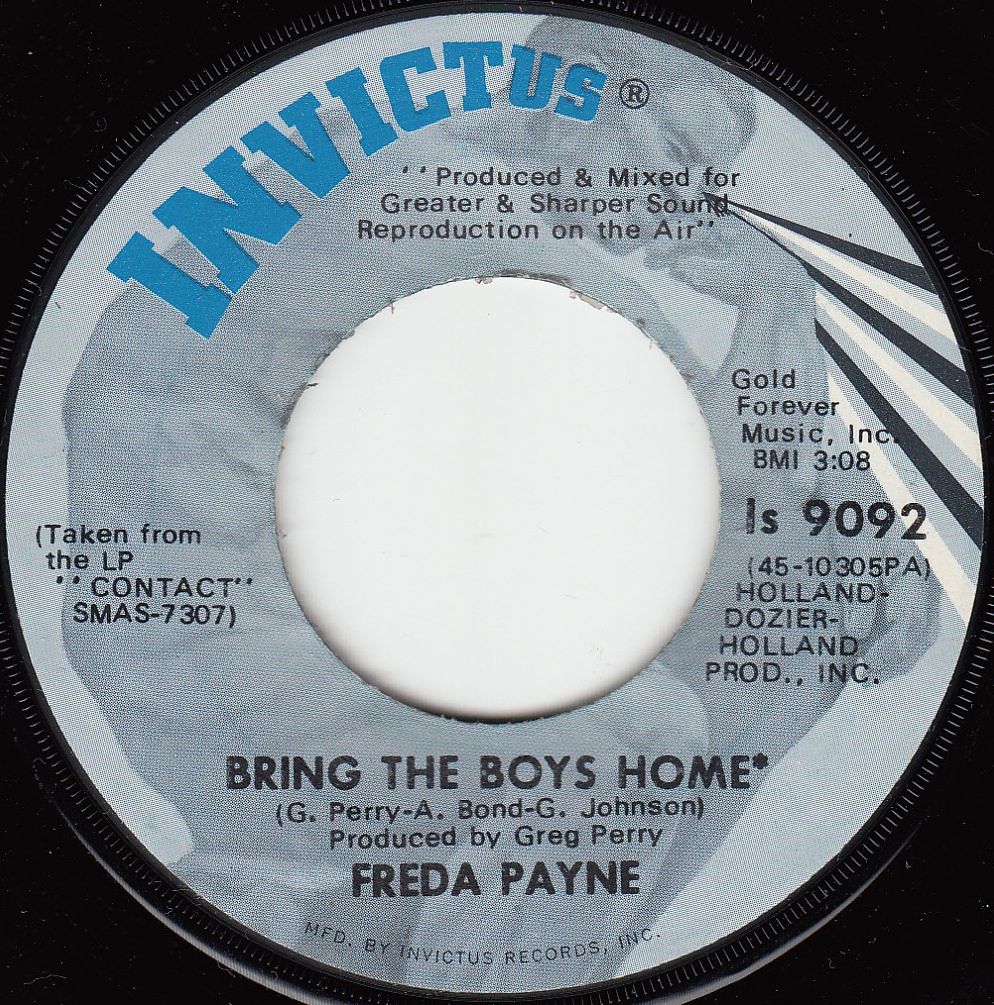 INVICTUS®
''Produced & Mixed for
Greater & Sharper Sound
Reproduction on the Air''
Gold
Forever
Music, Inc.
BMI 3:08
Is 9092
(45-10305PA)
HOLLAND-
DOZIER-
HOLLAND
PROD., INC.
(Taken from
the LP
''CONTACT''
SMAS-7307)
BRING THE BOYS HOME*
(G. Perry-A. Bond-G. Johnson)
Produced by Greg Perry
FREDA PAYNE
MFD. BY INVICTUS RECORDS, INC.